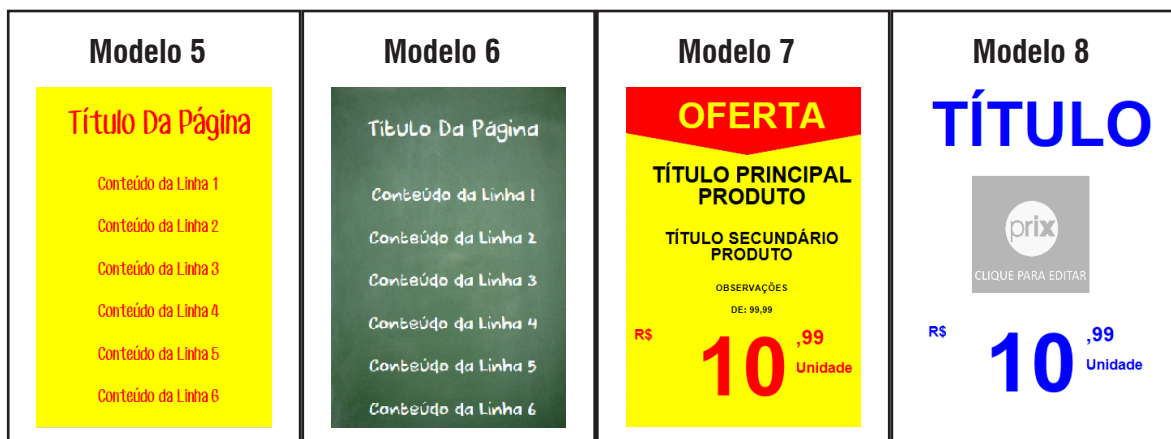 Modelo 5
Título Da Página
Conteúdo da Linha 1
Conteúdo da Linha 2
Conteúdo da Linha 3
Conteúdo da Linha 4
Conteúdo da Linha 5
Conteúdo da Linha 6
Modelo 6
Título Da Página
Conteúdo da Linha 1
Conteúdo da Linha 2
Conteúdo da Linha 3
Conteúdo da Linha 4
Conteúdo da Linha 5
Conteúdo da Linha 6
Modelo 7
OFERTA
TÍTULO PRINCIPAL
PRODUTO
TÍTULO SECUNDÁRIO
PRODUTO
OBSERVAÇÕES
DE: 99,99
R$ 10 ,99
Unidade
Modelo 8
TÍTULO
prix
CLIQUE PARA EDITAR
R$ 10 ,99
Unidade